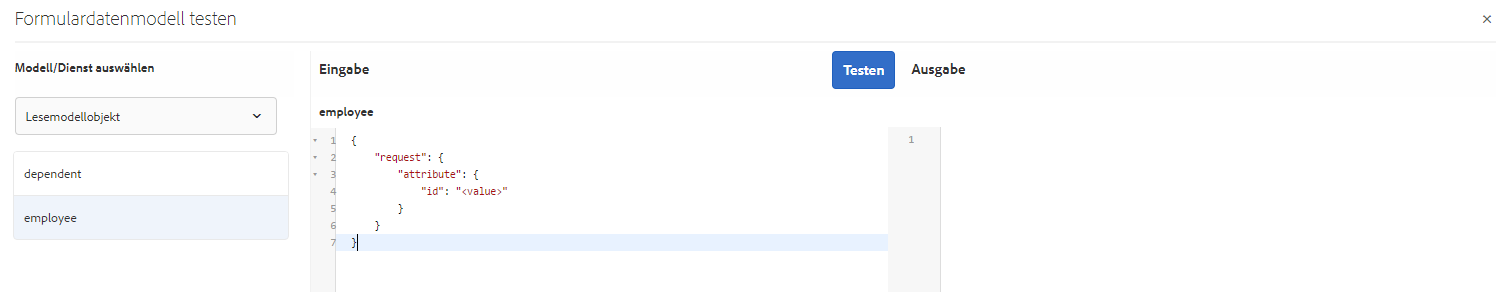 Formulardatenmodell testen
×
Modell/Dienst auswählen
Eingabe
Testen
Ausgabe
Lesemodellobjekt
employee
dependent
employee
1 {
2 "request": {
3 "attribute": {
4 "id": "<value>"
5 }
6 }
7 }
1